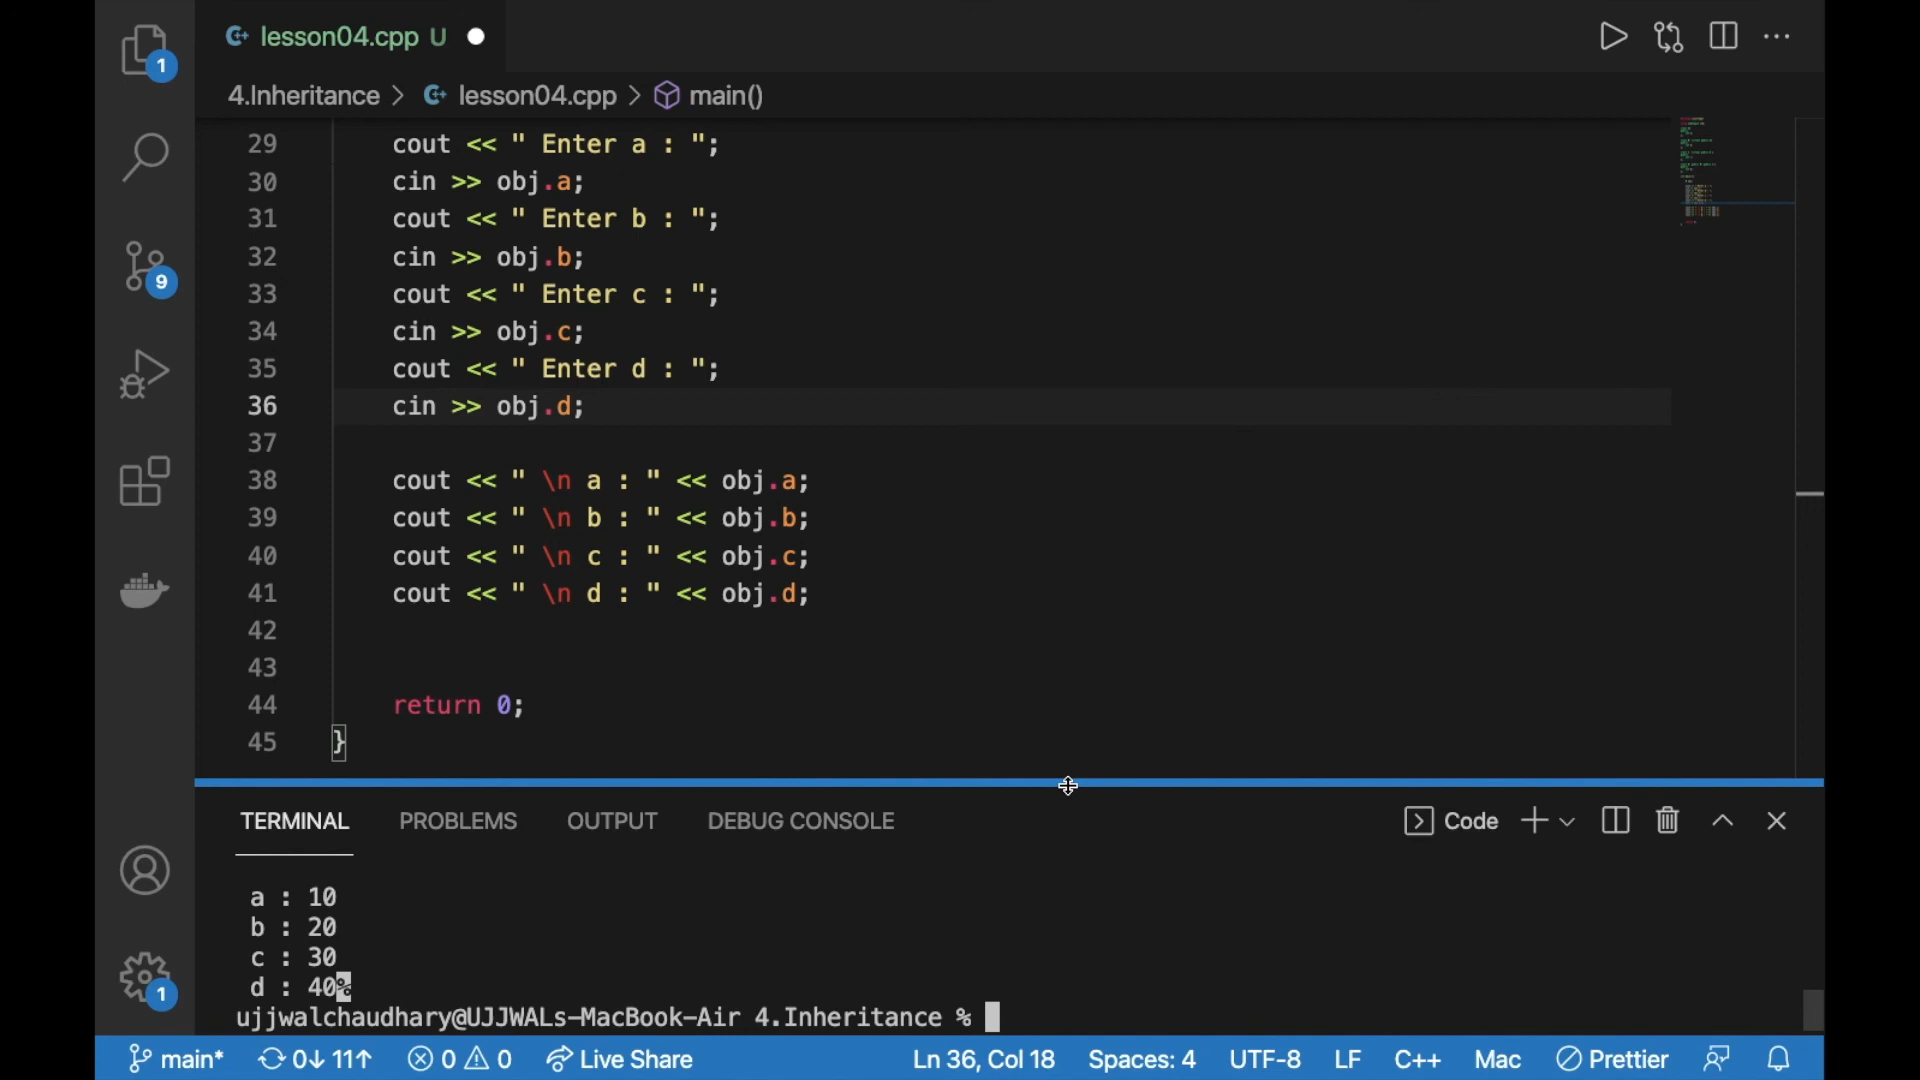 1
lesson04.cpp U
4.Inheritance > lesson04.cpp > main()
29 cout << " Enter a : ";
30 cin >> obj.a;
31 cout << " Enter b : ";
32 cin >> obj.b;
33 cout << " Enter c : ";
34 cin >> obj.c;
35 cout << " Enter d : ";
36 cin >> obj.d;
37
38 cout << " \n a : " << obj.a;
39 cout << " \n b : " << obj.b;
40 cout << " \n c : " << obj.c;
41 cout << " \n d : " << obj.d;
42
43
44 return 0;
45 }
9
TERMINAL PROBLEMS OUTPUT DEBUG CONSOLE Code
a : 10
b : 20
c : 30
d : 40%
ujjwalchaudhary@UJJWALs-MacBook-Air 4.Inheritance %
1
main* 0↓ 11↑ 0 0 Live Share Ln 36, Col 18 Spaces: 4 UTF-8 LF C++ Mac Prettier